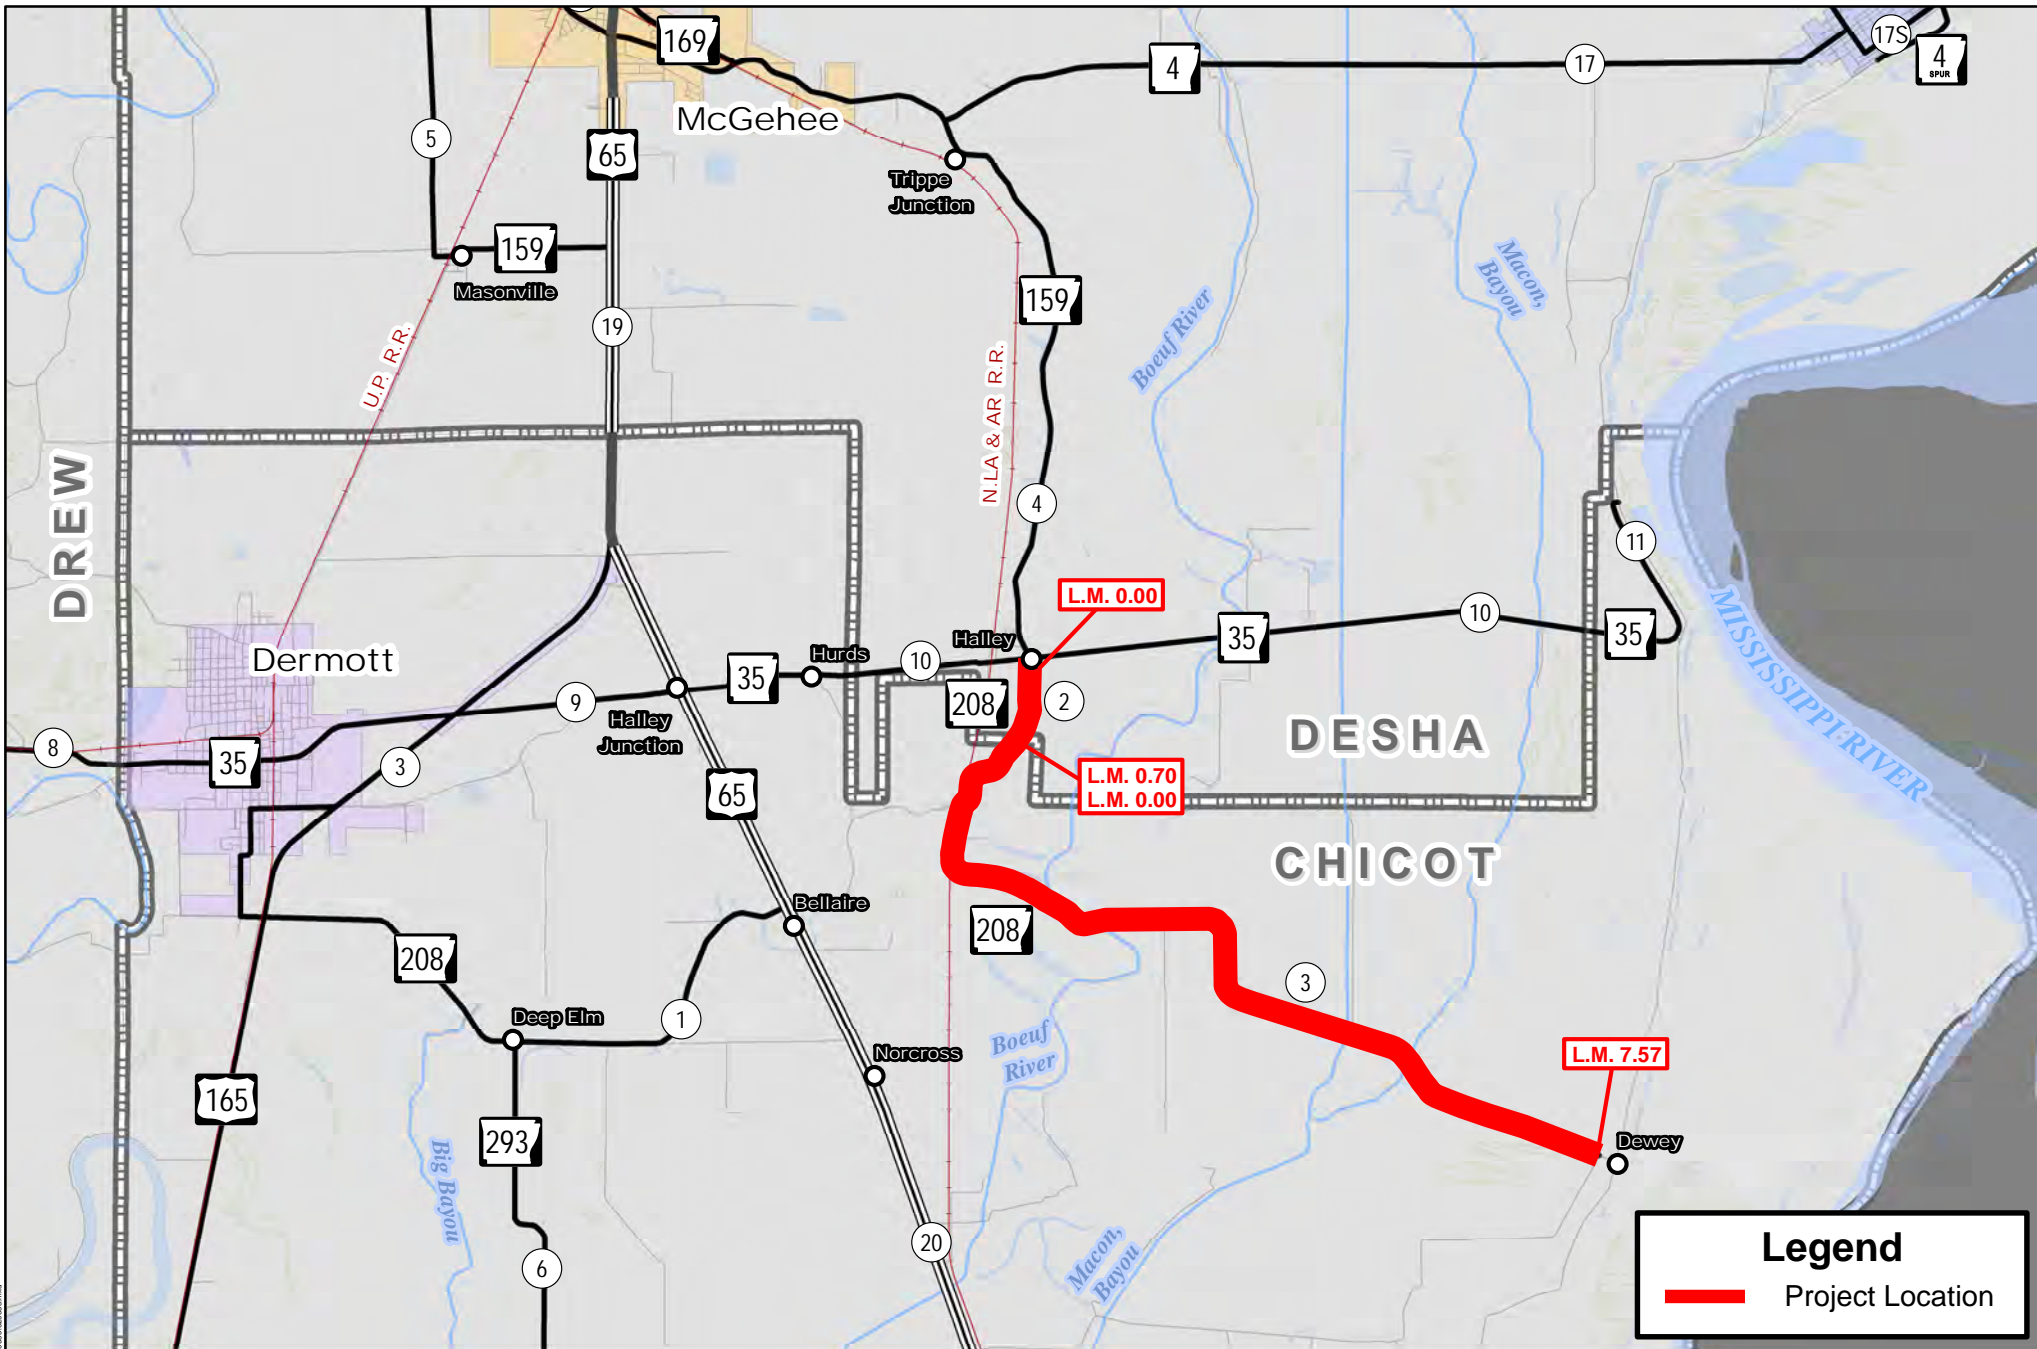 169
4
17
17S
4
SPUR
McGehee
5
65
Trippe
Junction
159
Masonville
159
19
U.P. R.R.
Boeuf River
Macon,
Bayou
N.LA & AR R.R.
DREW
4
11
L.M. 0.00
MISSISSIPPI RIVER
Dermott
Hurds
10
Halley
35
10
35
35
9
Halley
Junction
208
2
DESHA
8
35
3
65
L.M. 0.70
L.M. 0.00
CHICOT
Bellaire
208
208
3
Deep Elm
1
Norcross
Boeuf
River
L.M. 7.57
165
293
Big Bayou
Dewey
20
6
Macon,
Bayou
Legend
Project Location